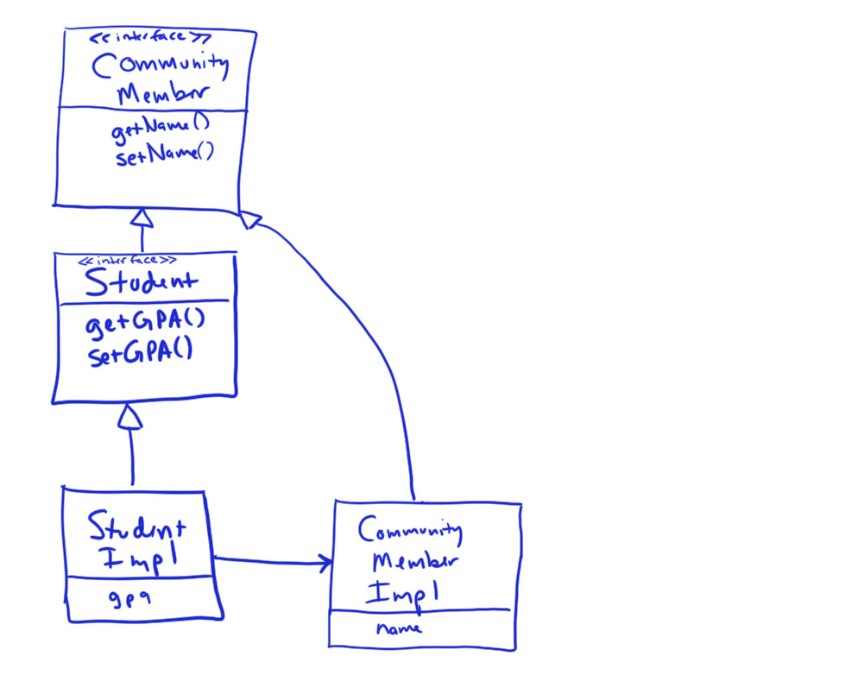 <<interface>>
Community
Member
getName()
setName()
<<interface>>
Student
getGPA()
setGPA()
Student
Impl
gpa
Community
Member
Impl
name